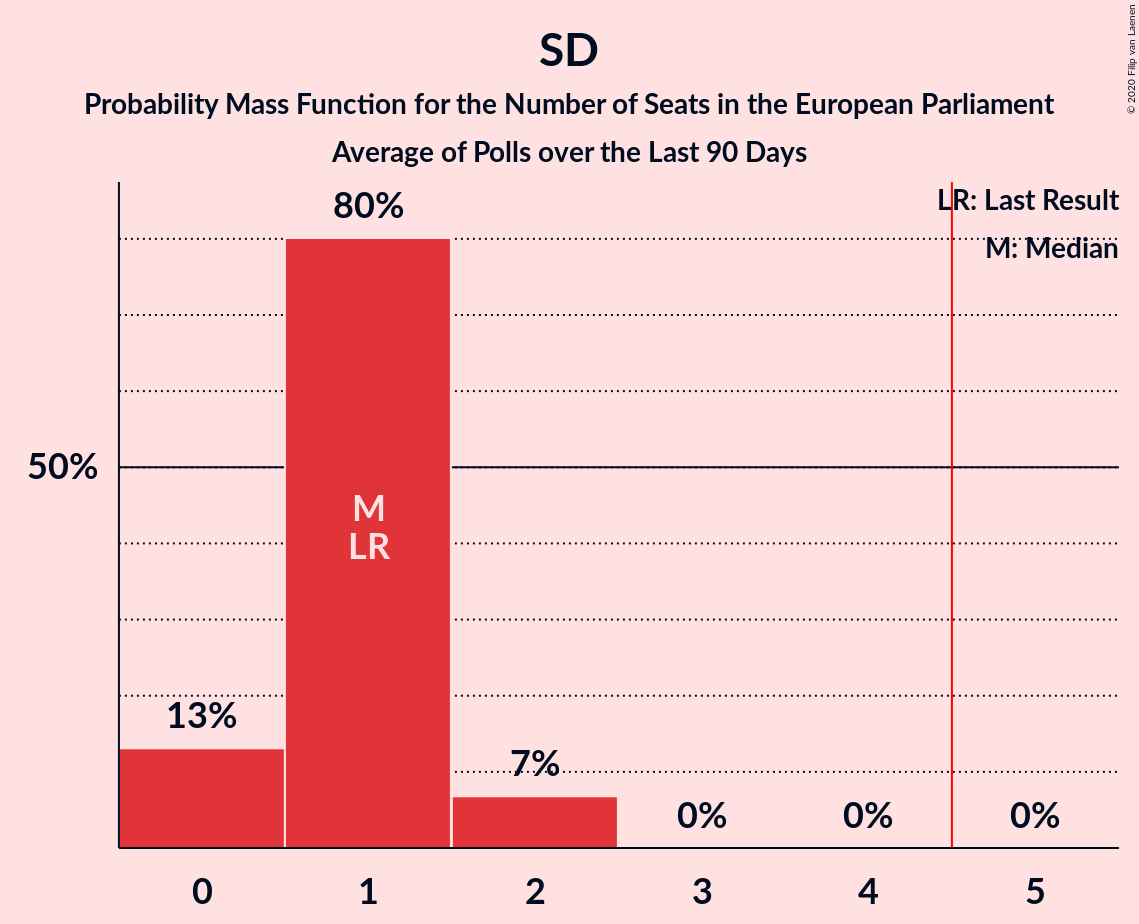 SD
Probability Mass Function for the Number of Seats in the European Parliament
Average of Polls over the Last 90 Days
© 2020 Filip van Laenen
LR: Last Result
M: Median
80%
50%
M
LR
13%
7%
0%
0%
0%
0
1
2
3
4
5